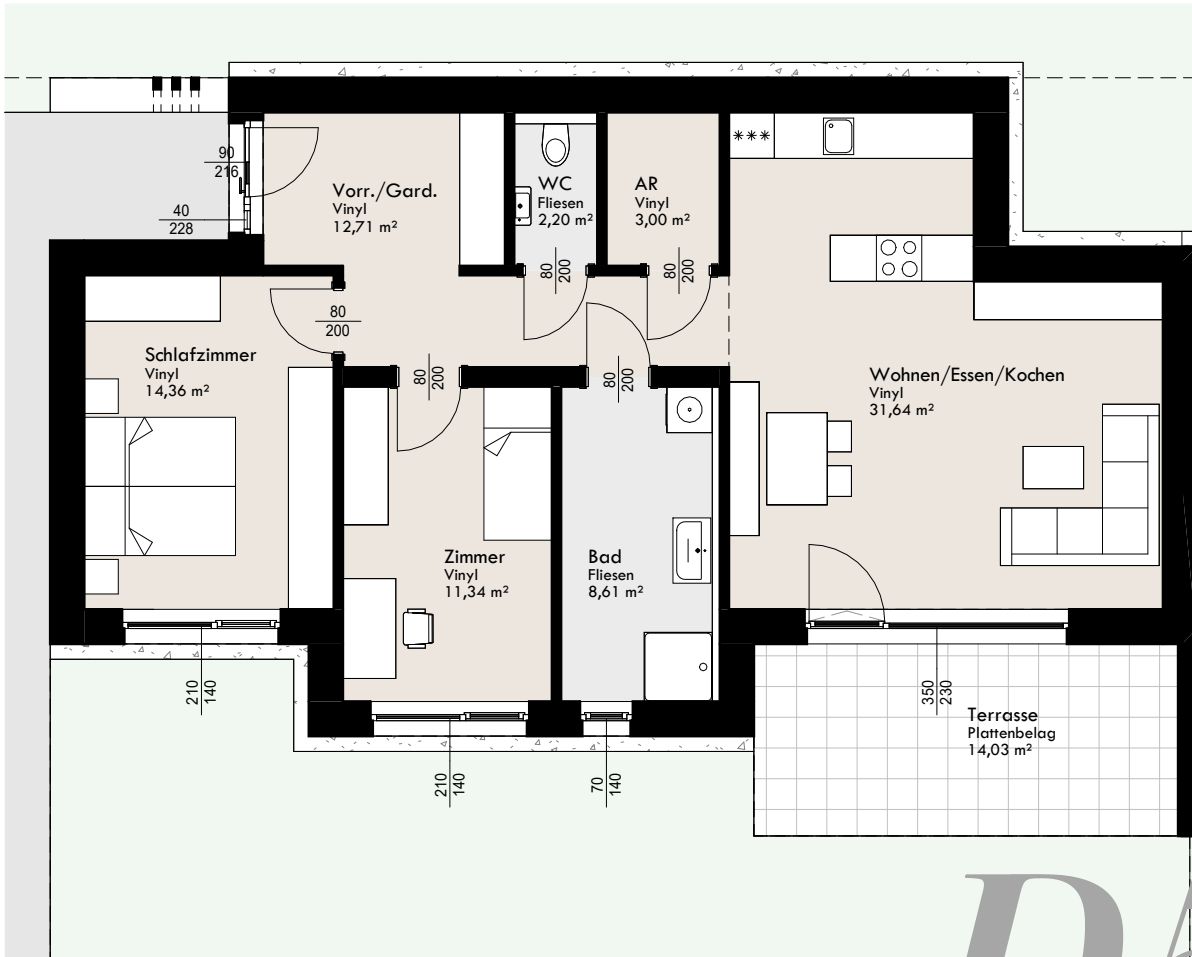 90
216
40
228
Vorr./Gard.
Vinyl
12,71 m²
WC
Fliesen
2,20 m²
AR
Vinyl
3,00 m²
80
200
80
200
80
200
80
200
80
200
Schlafzimmer
Vinyl
14,36 m²
Wohnen/Essen/Kochen
Vinyl
31,64 m²
Zimmer
Vinyl
11,34 m²
Bad
Fliesen
8,61 m²
210
140
350
230
Terrasse
Plattenbelag
14,03 m²
210
140
70
140